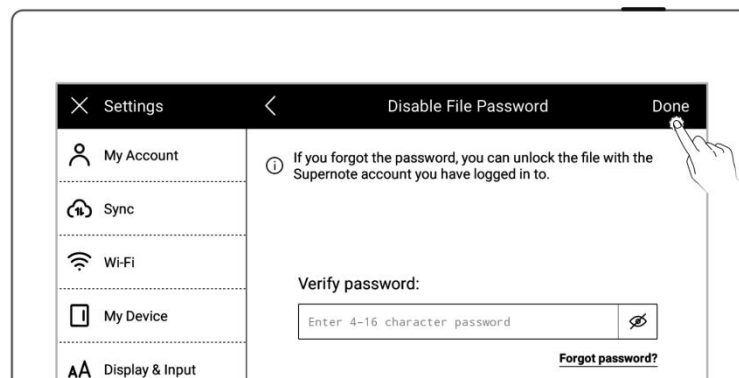 Settings
Disable File Password
Done
My Account
Sync
Wi-Fi
My Device
Display & Input
If you forgot the password, you can unlock the file with the
Supernote account you have logged in to.
Verify password:
Enter 4-16 character password
Forgot password?